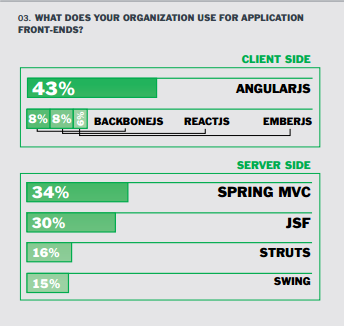 03. WHAT DOES YOUR ORGANIZATION USE FOR APPLICATION
FRONT-ENDS?
CLIENT SIDE
43% ANGULARJS
8% 8% 6% BACKBONEJS REACTJS EMBERJS
SERVER SIDE
34% SPRING MVC
30% JSF
16% STRUTS
15% SWING